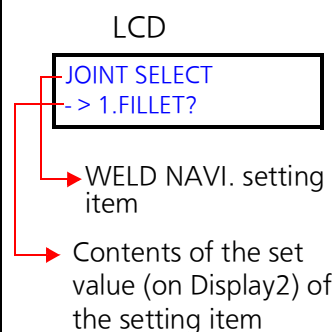 LCD
JOINT SELECT
- > 1.FILLET?
WELD NAVI. setting
item
Contents of the set
value (on Display2) of
the setting item